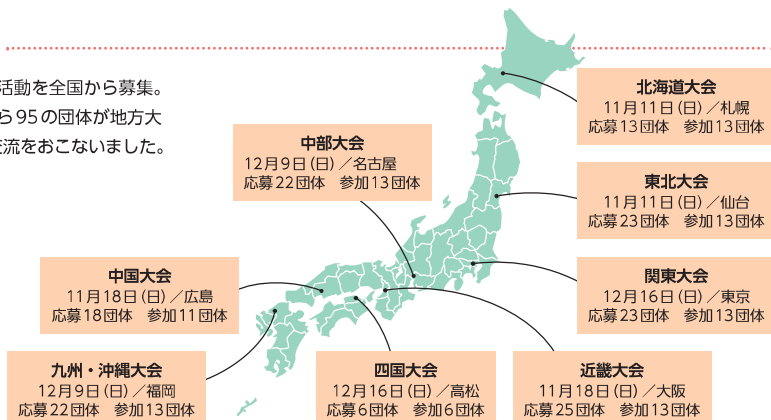 活動を全国から募集。
ら95の団体が地方大
流をおこないました。
北海道大会
11月11日(日)／札幌
応募13団体　参加13団体
中部大会
12月9日(日)／名古屋
応募22団体　参加13団体
東北大会
11月11日(日)／仙台
応募23団体　参加13団体
中国大会
11月18日(日)／広島
応募18団体　参加11団体
関東大会
12月16日(日)／東京
応募23団体　参加13団体
九州・沖縄大会
12月9日(日)／福岡
応募22団体　参加13団体
四国大会
12月16日(日)／高松
応募6団体　参加6団体
近畿大会
11月18日(日)／大阪
応募25団体　参加13団体